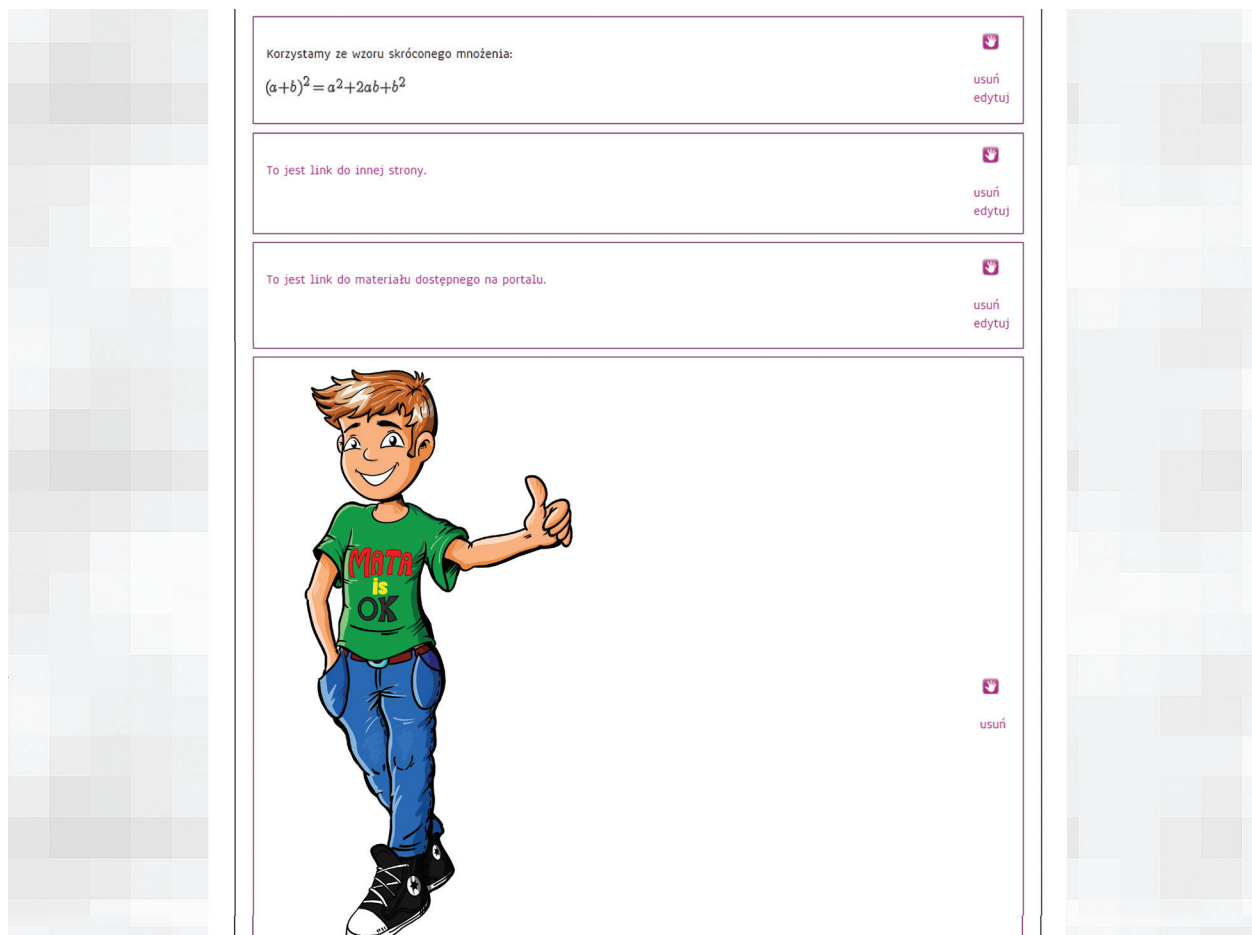 Korzystamy ze wzoru skróconego mnożenia:
(a+b)² = a²+2ab+b²
usuń
edytuj
To jest link do innej strony.
usuń
edytuj
To jest link do materiału dostępnego na portalu.
usuń
edytuj
MATA
is
OK
usuń